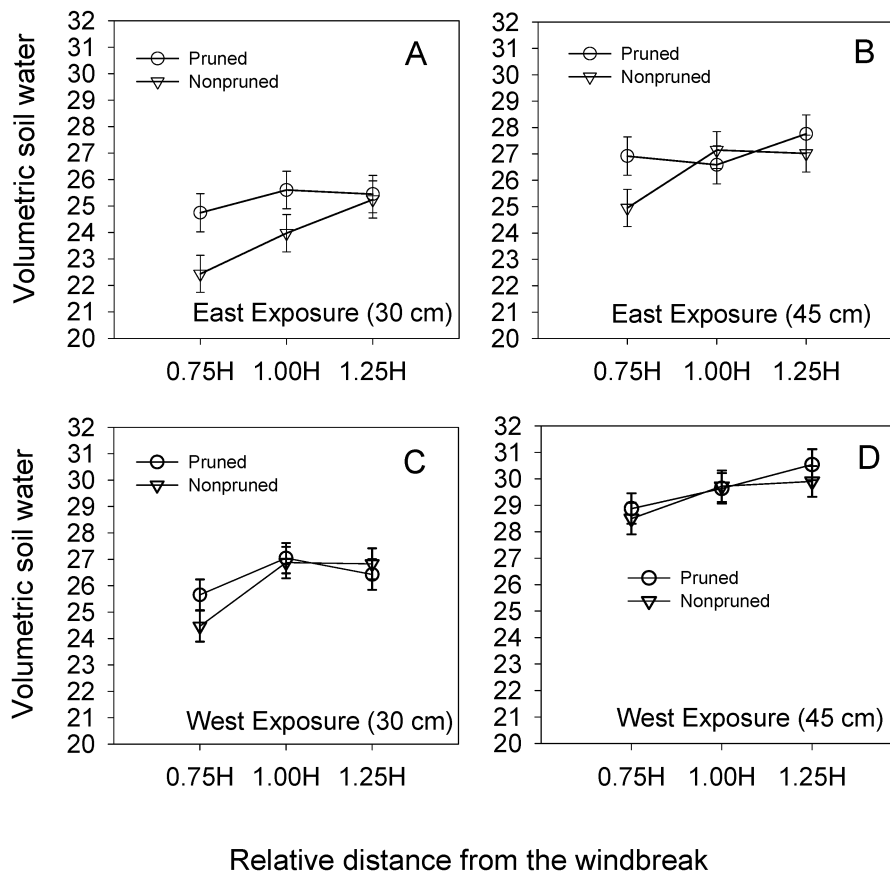 Volumetric soil water
32
31
30
29
28
27
26
25
24
23
22
21
20
Pruned
Nonpruned
A
East Exposure (30 cm)
0.75H 1.00H 1.25H
32
31
30
29
28
27
26
25
24
23
22
21
20
Pruned
Nonpruned
B
East Exposure (45 cm)
0.75H 1.00H 1.25H
Volumetric soil water
32
31
30
29
28
27
26
25
24
23
22
21
20
Pruned
Nonpruned
C
West Exposure (30 cm)
0.75H 1.00H 1.25H
32
31
30
29
28
27
26
25
24
23
22
21
20
D
Pruned
Nonpruned
West Exposure (45 cm)
0.75H 1.00H 1.25H
Relative distance from the windbreak